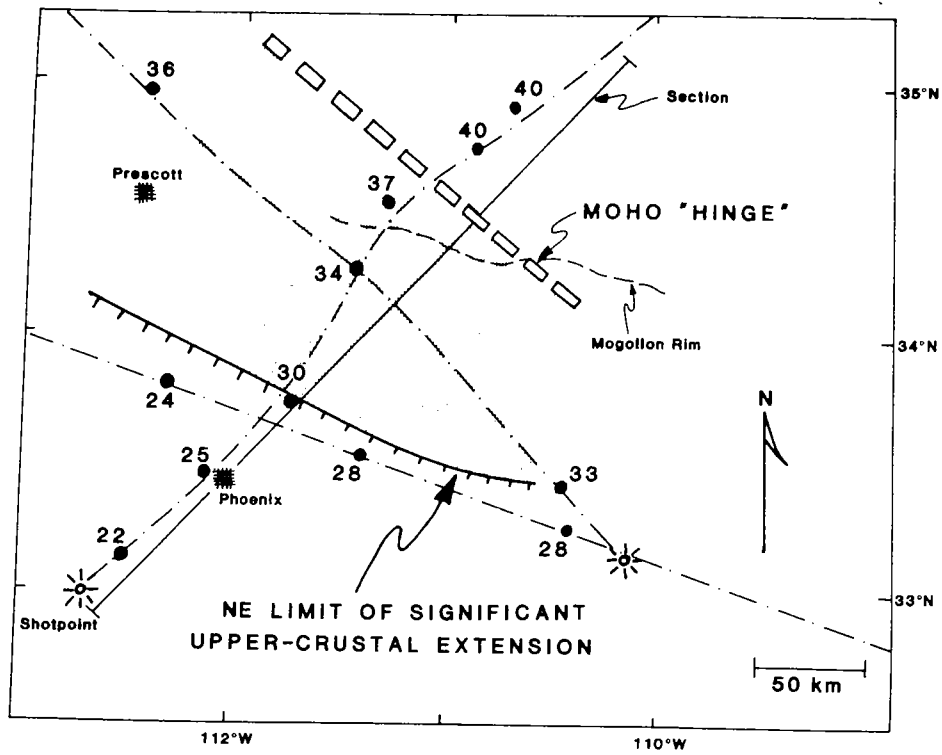 36
40
40
35°N
Section
Prescott
37
MOHO "HINGE"
34
Mogollon Rim
34°N
30
24
N
25
28
33
Phoenix
22
28
NE LIMIT OF SIGNIFICANT
UPPER-CRUSTAL EXTENSION
33°N
Shotpoint
50 km
112°W
110°W